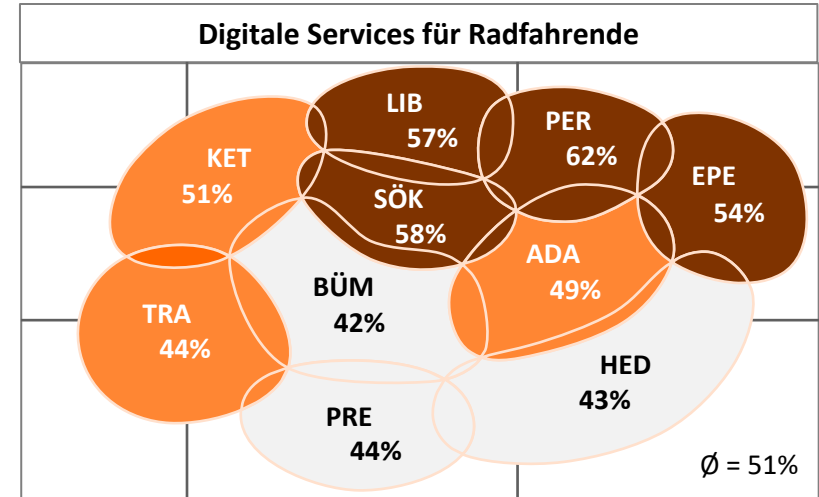 Digitale Services für Radfahrende
LIB
57%
PER
62%
KET
51%
EPE
54%
SÖK
58%
ADA
49%
BÜM
42%
TRA
44%
HED
43%
PRE
44%
Ø = 51%